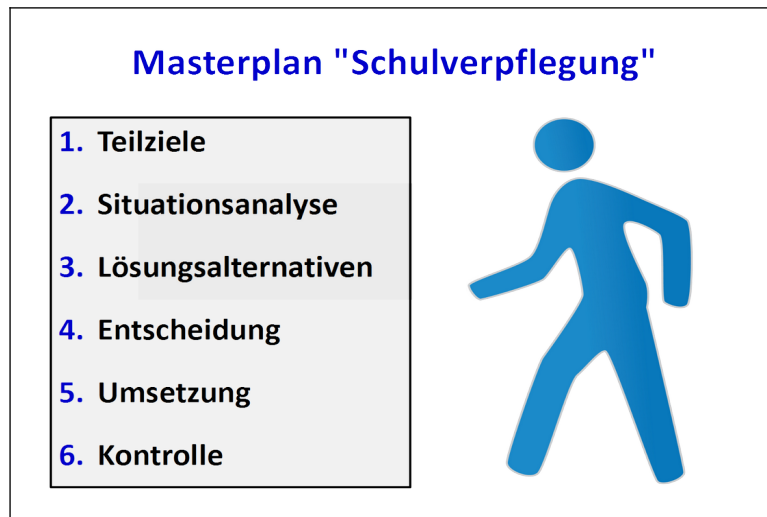 Masterplan "Schulverpflegung"
1. Teilziele
2. Situationsanalyse
3. Lösungsalternativen
4. Entscheidung
5. Umsetzung
6. Kontrolle